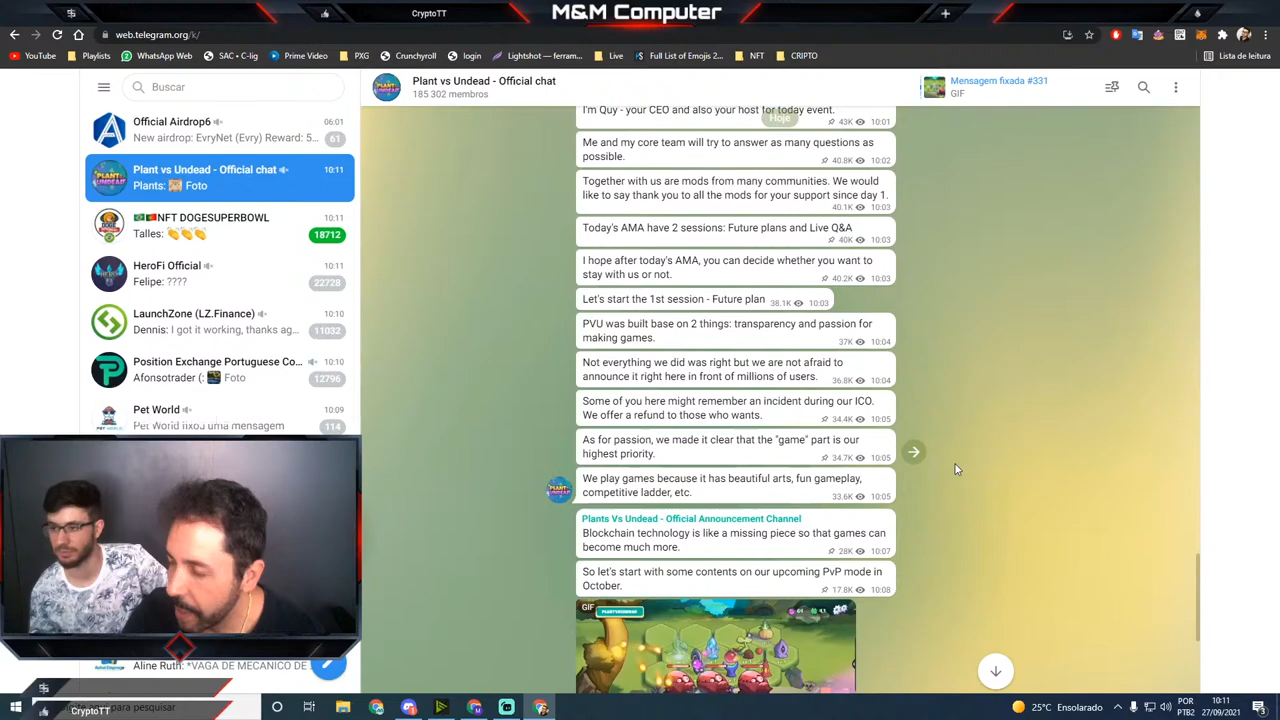 CryptoTT
M&M Computer
web.telegram.org/k/
YouTube
Playlists
WhatsApp Web
SAC • C-lig
Prime Video
PXG
Crunchyroll
login
Lightshot — ferram...
Live
Full List of Emojis 2...
NFT
CRIPTO
Lista de leitura
Buscar
Plant vs Undead - Official chat
185 302 membros
Mensagem fixada #331
GIF
Official Airdrop6
06:01
New airdrop: EvryNet (Evry) Reward: 5...
61
Plant vs Undead - Official chat
10:11
Plants: Foto
NFT DOGESUPERBOWL
10:11
Talles:
18712
HeroFi Official
10:11
Felipe: ????
22728
LaunchZone (LZ.Finance)
10:10
Dennis: I got it working, thanks ag...
11032
Position Exchange Portuguese Co...
10:10
Afonsotrader (: Foto
12796
Pet World
10:09
Pet World fixou uma mensagem
114
Aline Ruth: *VAGA DE MECANICO DE
I'm Quy - your CEO and also your host for today event.
43K 10:01
Hoje
Me and my core team will try to answer as many questions as
possible.
40.8K 10:02
Together with us are mods from many communities. We would
like to say thank you to all the mods for your support since day 1.
40.1K 10:03
Today's AMA have 2 sessions: Future plans and Live Q&A
40K 10:03
I hope after today's AMA, you can decide whether you want to
stay with us or not.
40.2K 10:03
Let's start the 1st session - Future plan
38.1K 10:03
PVU was built base on 2 things: transparency and passion for
making games.
37K 10:04
Not everything we did was right but we are not afraid to
announce it right here in front of millions of users.
36.8K 10:04
Some of you here might remember an incident during our ICO.
We offer a refund to those who wants.
34.4K 10:05
As for passion, we made it clear that the "game" part is our
highest priority.
34.7K 10:05
We play games because it has beautiful arts, fun gameplay,
competitive ladder, etc.
33.6K 10:05
Plants Vs Undead - Official Announcement Channel
Blockchain technology is like a missing piece so that games can
become much more.
28K 10:07
So let's start with some contents on our upcoming PvP mode in
October.
17.8K 10:08
GIF
CryptoTT
para pesquisar
25°C Ensolarado
POR
PTB2
10:11
27/09/2021